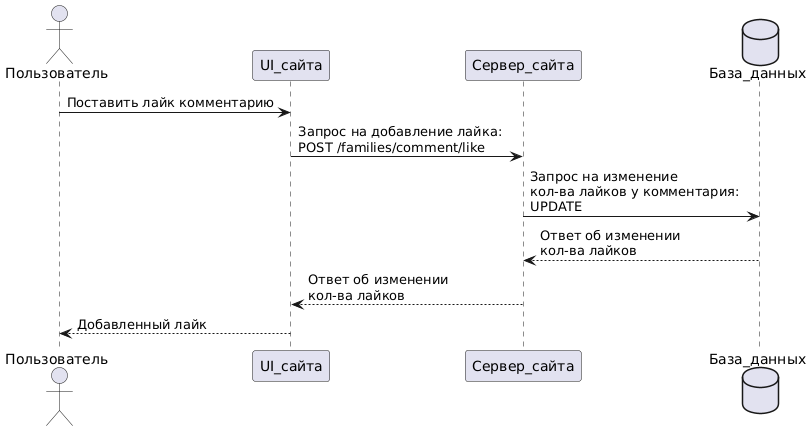 Пользователь
UI_сайта
Сервер_сайта
База_данных
Поставить лайк комментарию
Запрос на добавление лайка:
POST /families/comment/like
Запрос на изменение
кол-ва лайков у комментария:
UPDATE
Ответ об изменении
кол-ва лайков
Ответ об изменении
кол-ва лайков
Добавленный лайк
Пользователь
UI_сайта
Сервер_сайта
База_данных